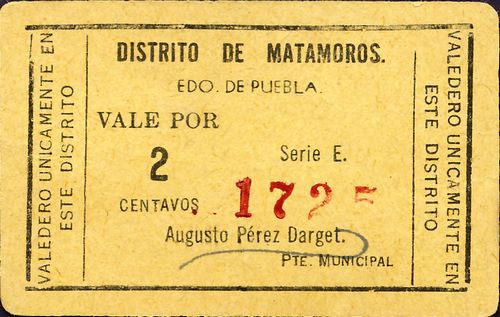 DISTRITO DE MATAMOROS.
EDO. DE PUEBLA.
VALE POR
2
Serie E.
CENTAVOS
1725
Augusto Pérez Darget.
PTE. MUNICIPAL
VALEDERO UNICAMENTE EN
ESTE DISTRITO
VALEDERO UNICAMENTE EN
ESTE DISTRITO